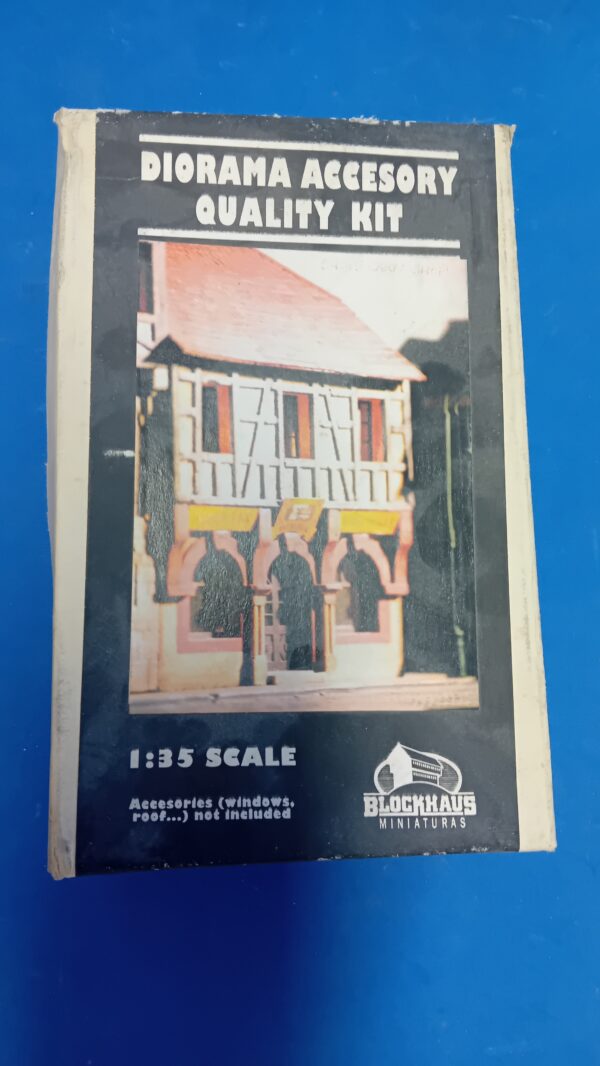 DIORAMA ACCESORY
QUALITY KIT
1:35 SCALE
Accesories (windows,
roof...) not included
BLOCKHAUS
MINIATURAS